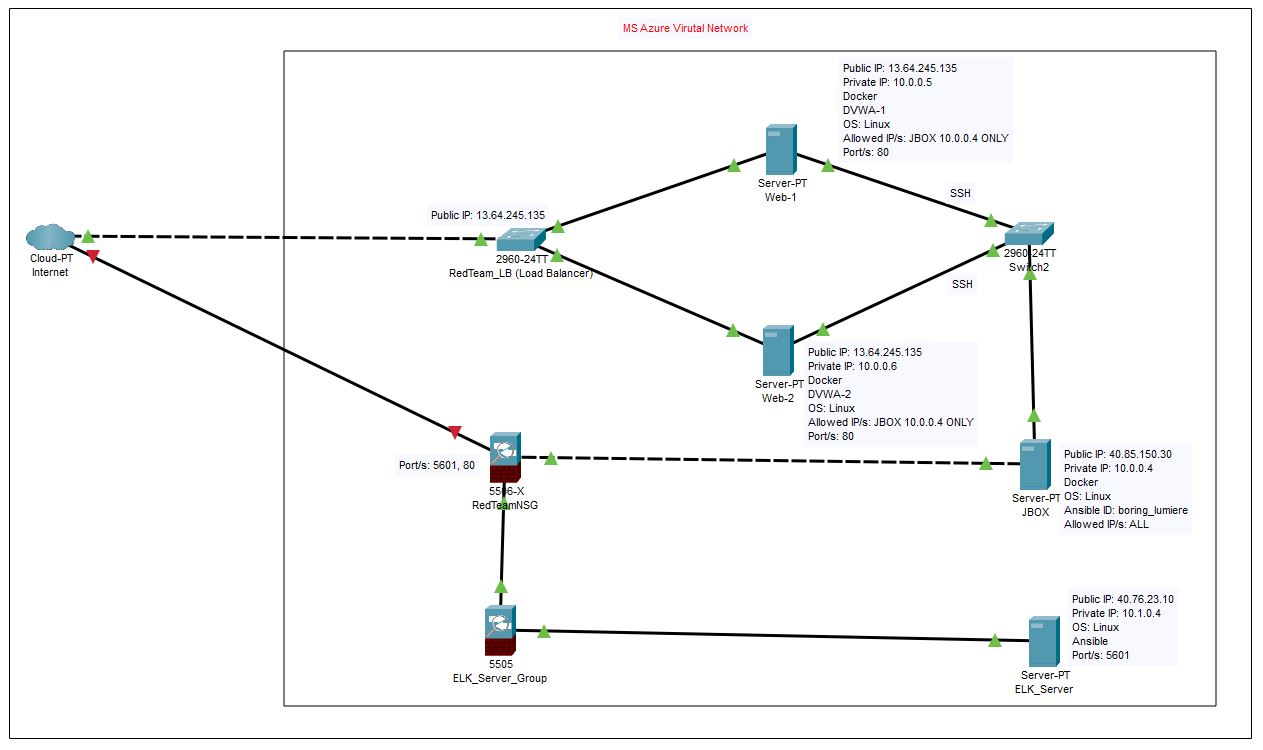 MS Azure Virutal Network
Public IP: 13.64.245.135
Private IP: 10.0.0.5
Docker
DVWA-1
OS: Linux
Allowed IP/s: JBOX 10.0.0.4 ONLY
Port/s: 80
Server-PT
Web-1
SSH
Public IP: 13.64.245.135
2960-24TT
RedTeam_LB (Load Balancer)
Cloud-PT
Internet
2960-24TT
Switch2
SSH
Server-PT
Web-2
Public IP: 13.64.245.135
Private IP: 10.0.0.6
Docker
DVWA-2
OS: Linux
Allowed IP/s: JBOX 10.0.0.4 ONLY
Port/s: 80
Port/s: 5601, 80
5506-X
RedTeamNSG
Server-PT
JBOX
Public IP: 40.85.150.30
Private IP: 10.0.0.4
Docker
OS: Linux
Ansible ID: boring_lumiere
Allowed IP/s: ALL
5505
ELK_Server_Group
Public IP: 40.76.23.10
Private IP: 10.1.0.4
OS: Linux
Ansible
Port/s: 5601
Server-PT
ELK_Server